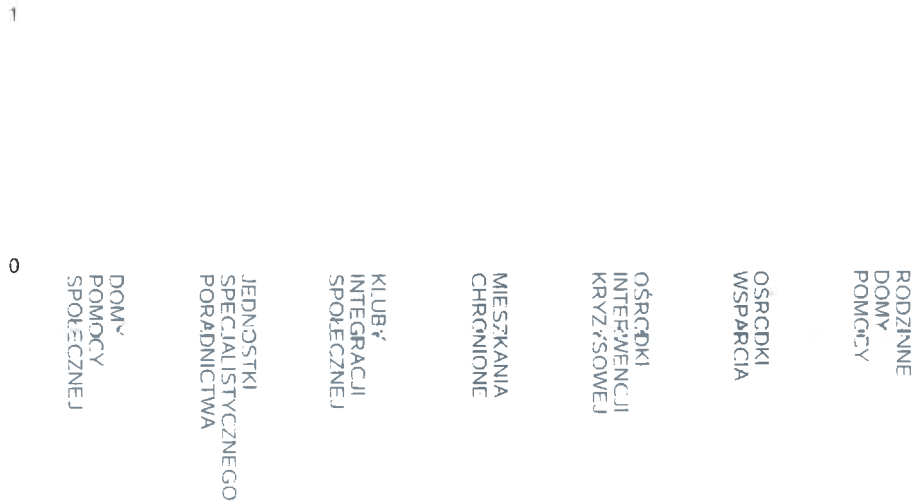 1
0
DOMY
POMOCY
SPOŁECZNEJ
JEDNOSTKI
SPECJALISTYCZNEGO
PORADNICTWA
KLUBY
INTEGRACJI
SPOŁECZNEJ
MIESZKANIA
CHRONIONE
OŚRODKI
INTERWENCJI
KRYZYSOWEJ
OŚRODKI
WSPARCIA
RODZINNE
DOMY
POMOCY